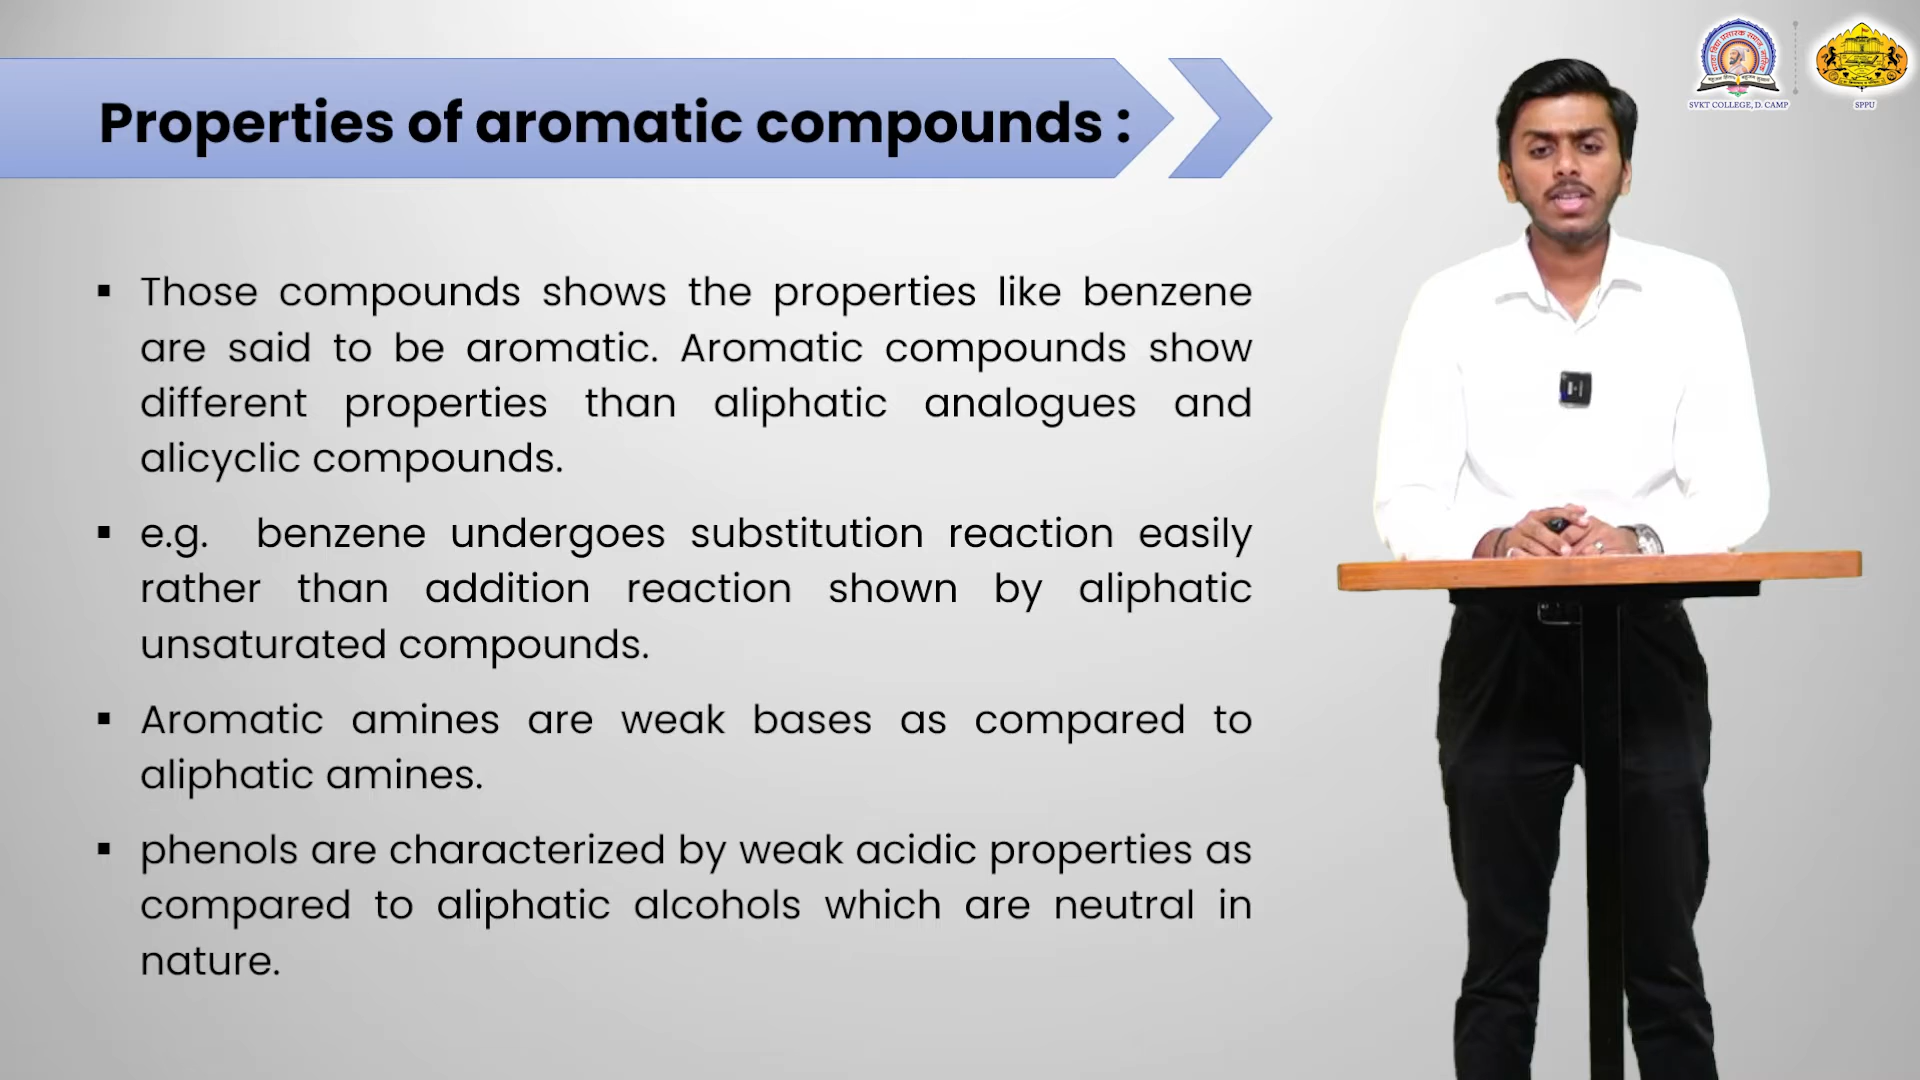 Properties of aromatic compounds :
▪ Those compounds shows the properties like benzene
are said to be aromatic. Aromatic compounds show
different properties than aliphatic analogues and
alicyclic compounds.
▪ e.g. benzene undergoes substitution reaction easily
rather than addition reaction shown by aliphatic
unsaturated compounds.
▪ Aromatic amines are weak bases as compared to
aliphatic amines.
▪ phenols are characterized by weak acidic properties as
compared to aliphatic alcohols which are neutral in
nature.
SVKT COLLEGE, D. CAMP
SPPU